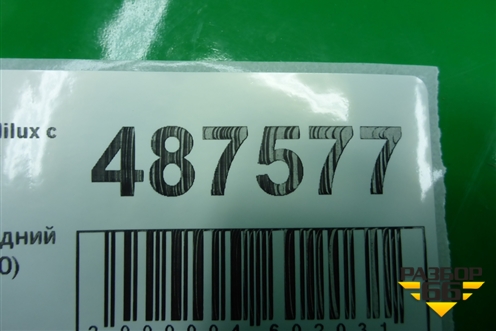 ilux с
487577
дний
0)
РАЗБОР
66